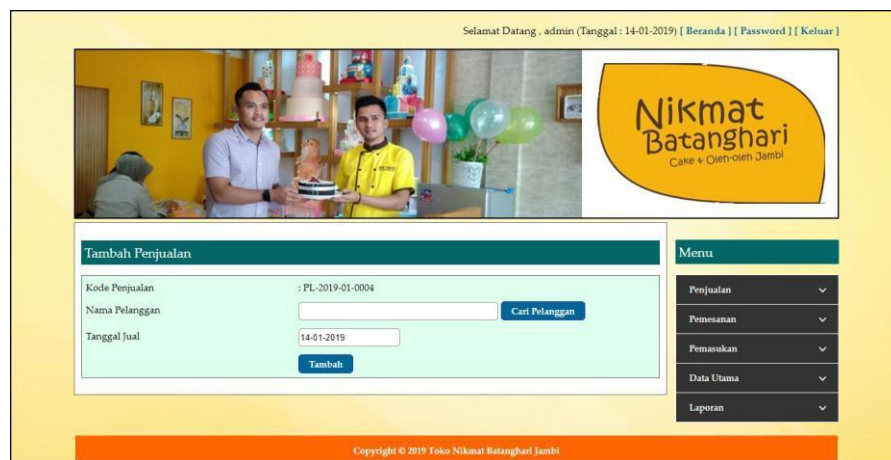 Selamat Datang , admin (Tanggal : 14-01-2019) [ Beranda ] [ Password ] [ Keluar ]
Nikmat
Batanghari
Cake & Oleh-oleh Jambi
Tambah Penjualan
Kode Penjualan : PL-2019-01-0004
Nama Pelanggan Cari Pelanggan
Tanggal Jual 14-01-2019
Tambah
Menu
Penjualan
Pemesanan
Pemasukan
Data Utama
Laporan
Copyright © 2019 Toko Nikmat Batanghari Jambi